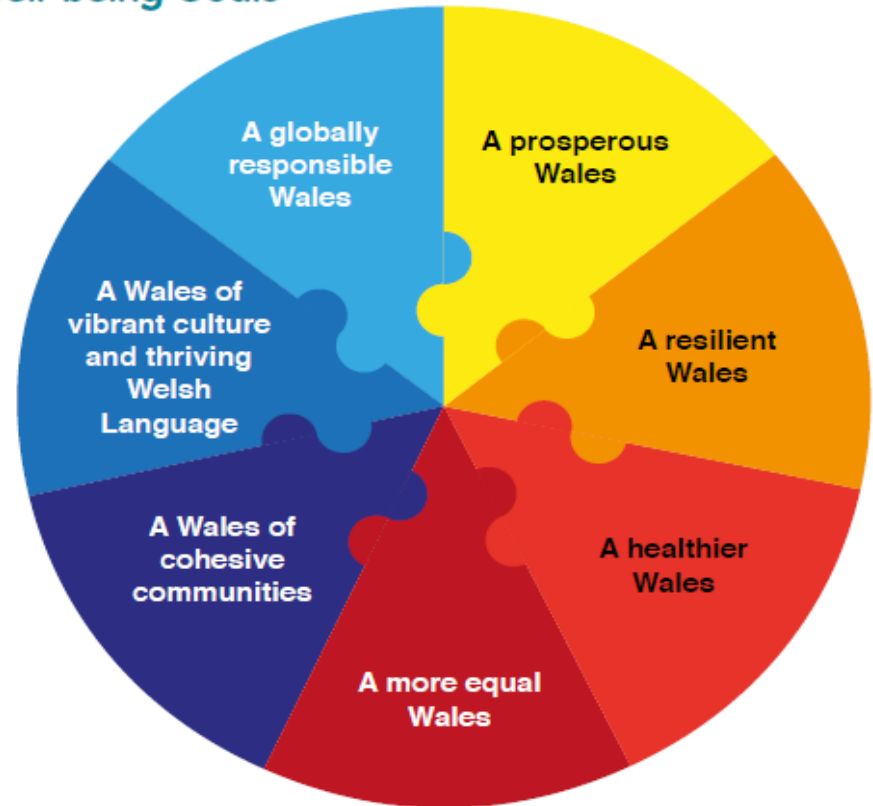 A globally
responsible
Wales
A prosperous
Wales
A resilient
Wales
A healthier
Wales
A more equal
Wales
A Wales of
cohesive
communities
A Wales of
vibrant culture
and thriving
Welsh
Language